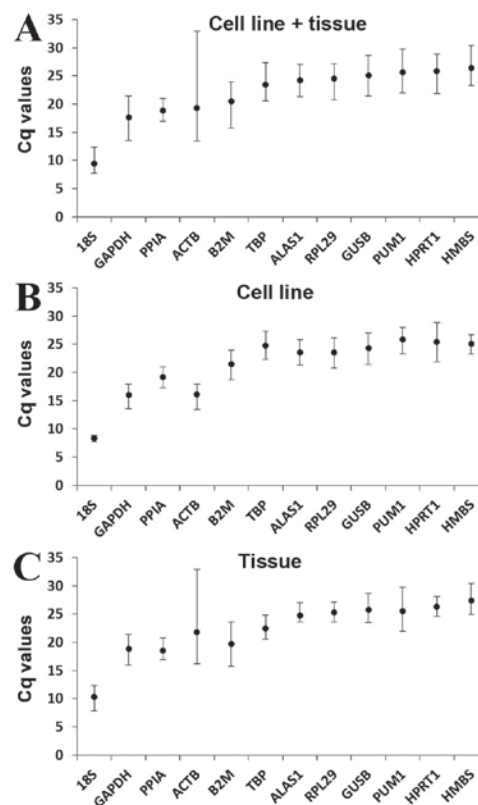 A
Cell line + tissue
Cq values
35
30
25
20
15
10
5
0
18S
GAPDH
PPIA
ACTB
B2M
TBP
ALAS1
RPL29
GUSB
PUM1
HPRT1
HMBS
B
Cell line
Cq values
35
30
25
20
15
10
5
0
18S
GAPDH
PPIA
ACTB
B2M
TBP
ALAS1
RPL29
GUSB
PUM1
HPRT1
HMBS
C
Tissue
Cq values
35
30
25
20
15
10
5
0
18S
GAPDH
PPIA
ACTB
B2M
TBP
ALAS1
RPL29
GUSB
PUM1
HPRT1
HMBS